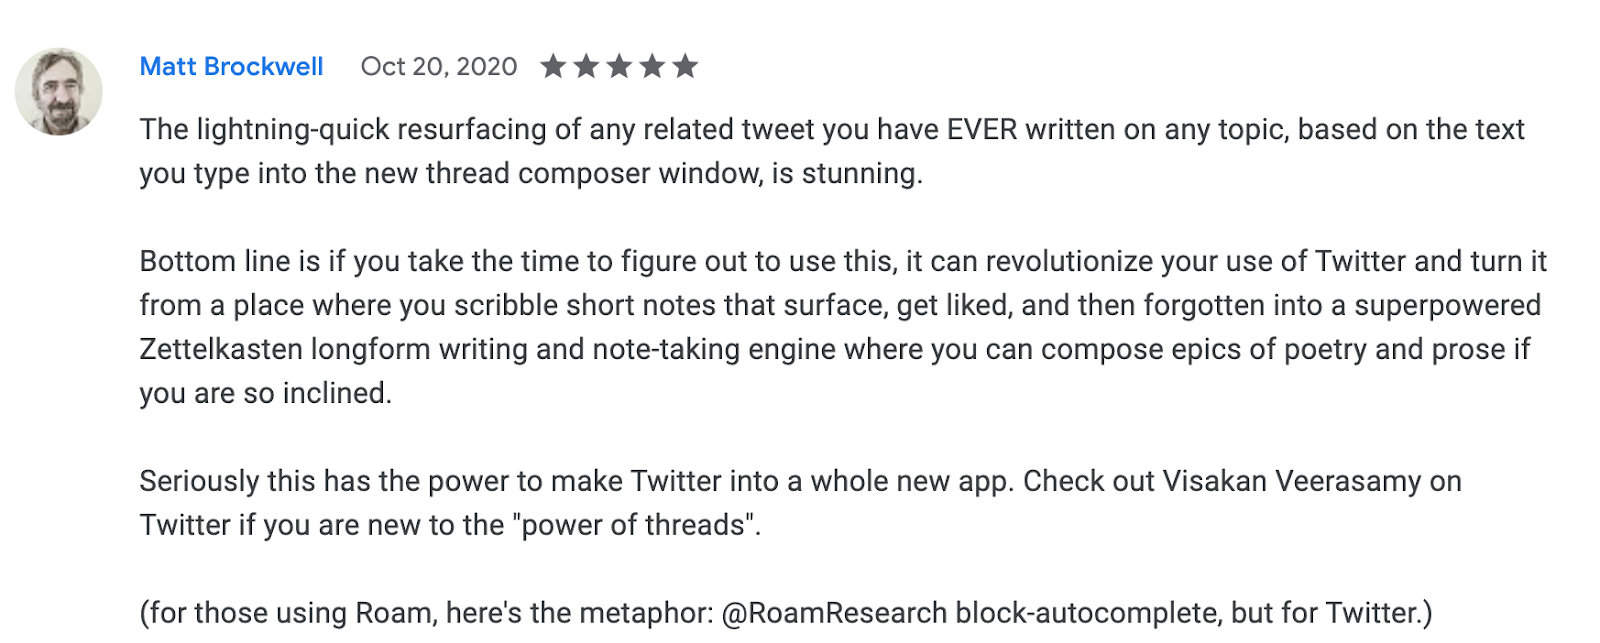 Matt Brockwell Oct 20, 2020 ★★★★★
The lightning-quick resurfacing of any related tweet you have EVER written on any topic, based on the text
you type into the new thread composer window, is stunning.
Bottom line is if you take the time to figure out to use this, it can revolutionize your use of Twitter and turn it
from a place where you scribble short notes that surface, get liked, and then forgotten into a superpowered
Zettelkasten longform writing and note-taking engine where you can compose epics of poetry and prose if
you are so inclined.
Seriously this has the power to make Twitter into a whole new app. Check out Visakan Veerasamy on
Twitter if you are new to the "power of threads".
(for those using Roam, here's the metaphor: @RoamResearch block-autocomplete, but for Twitter.)